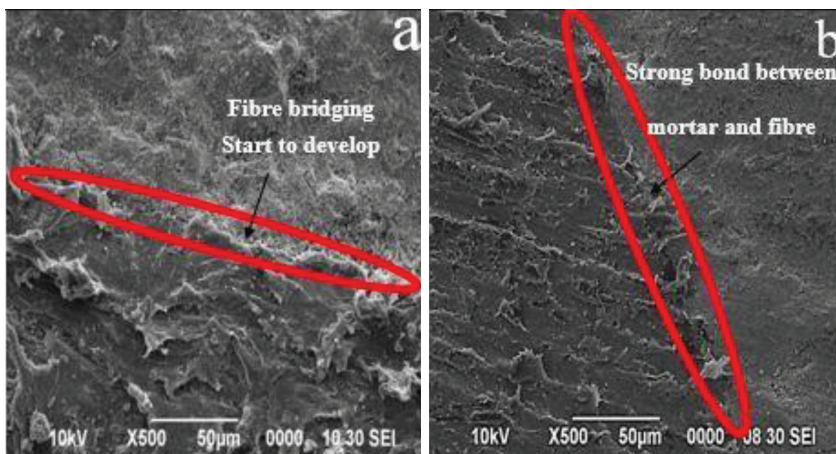 a
Fibre bridging
Start to develop
10kV X500 50µm 0000 10 30 SEI
b
Strong bond between
mortar and fibre
10kV X500 50µm 0000 08 30 SEI